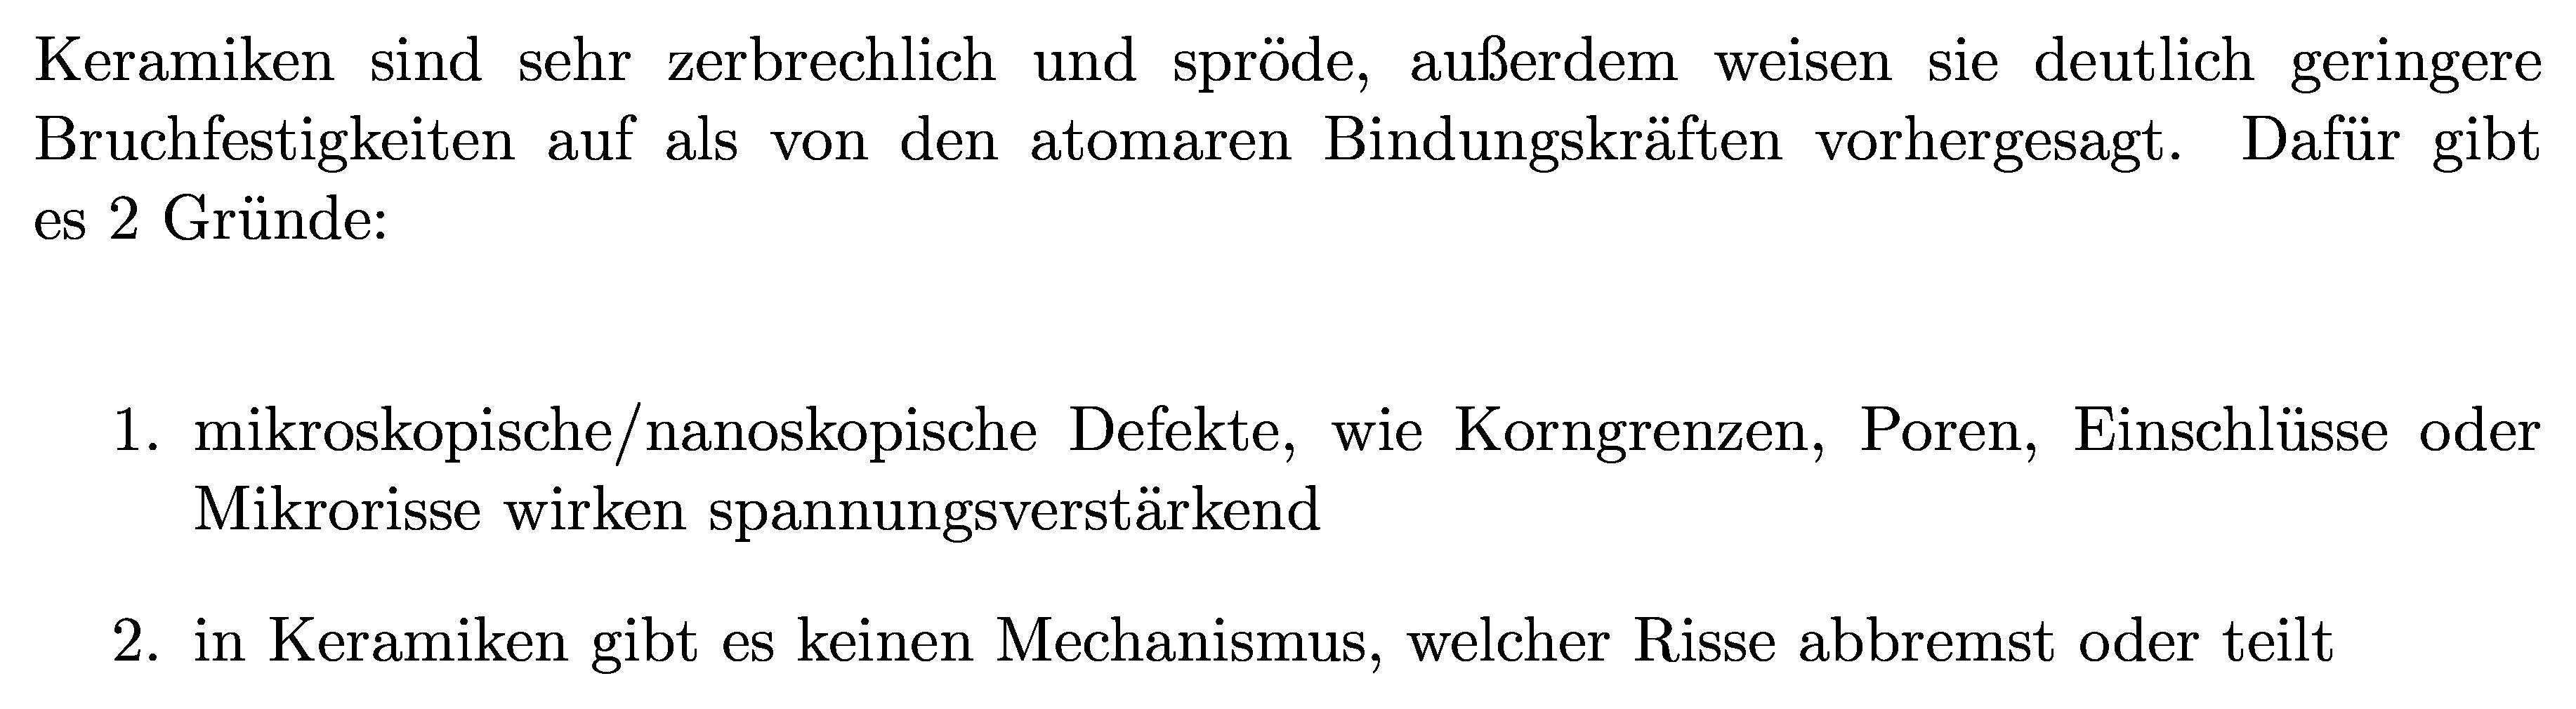 Keramiken sind sehr zerbrechlich und spröde, außerdem weisen sie deutlich geringere
Bruchfestigkeiten auf als von den atomaren Bindungskräften vorhergesagt. Dafür gibt
es 2 Gründe:
1. mikroskopische/nanoskopische Defekte, wie Korngrenzen, Poren, Einschlüsse oder
Mikrorisse wirken spannungsverstärkend
2. in Keramiken gibt es keinen Mechanismus, welcher Risse abbremst oder teilt